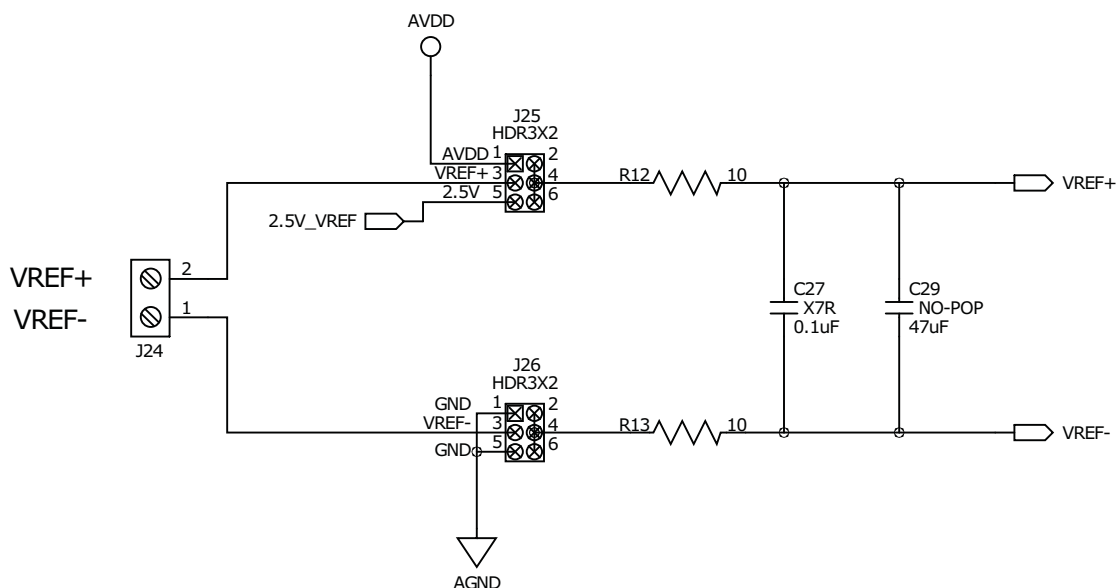 AVDD
J25
HDR3X2
AVDD 1 2
VREF+ 3 4
2.5V 5 6
2.5V_VREF
R12 10
VREF+
VREF+ 2
VREF- 1
J24
C27
X7R
0.1uF
C29
NO-POP
47uF
J26
HDR3X2
GND 1 2
VREF- 3 4
GND 5 6
R13 10
VREF-
AGND